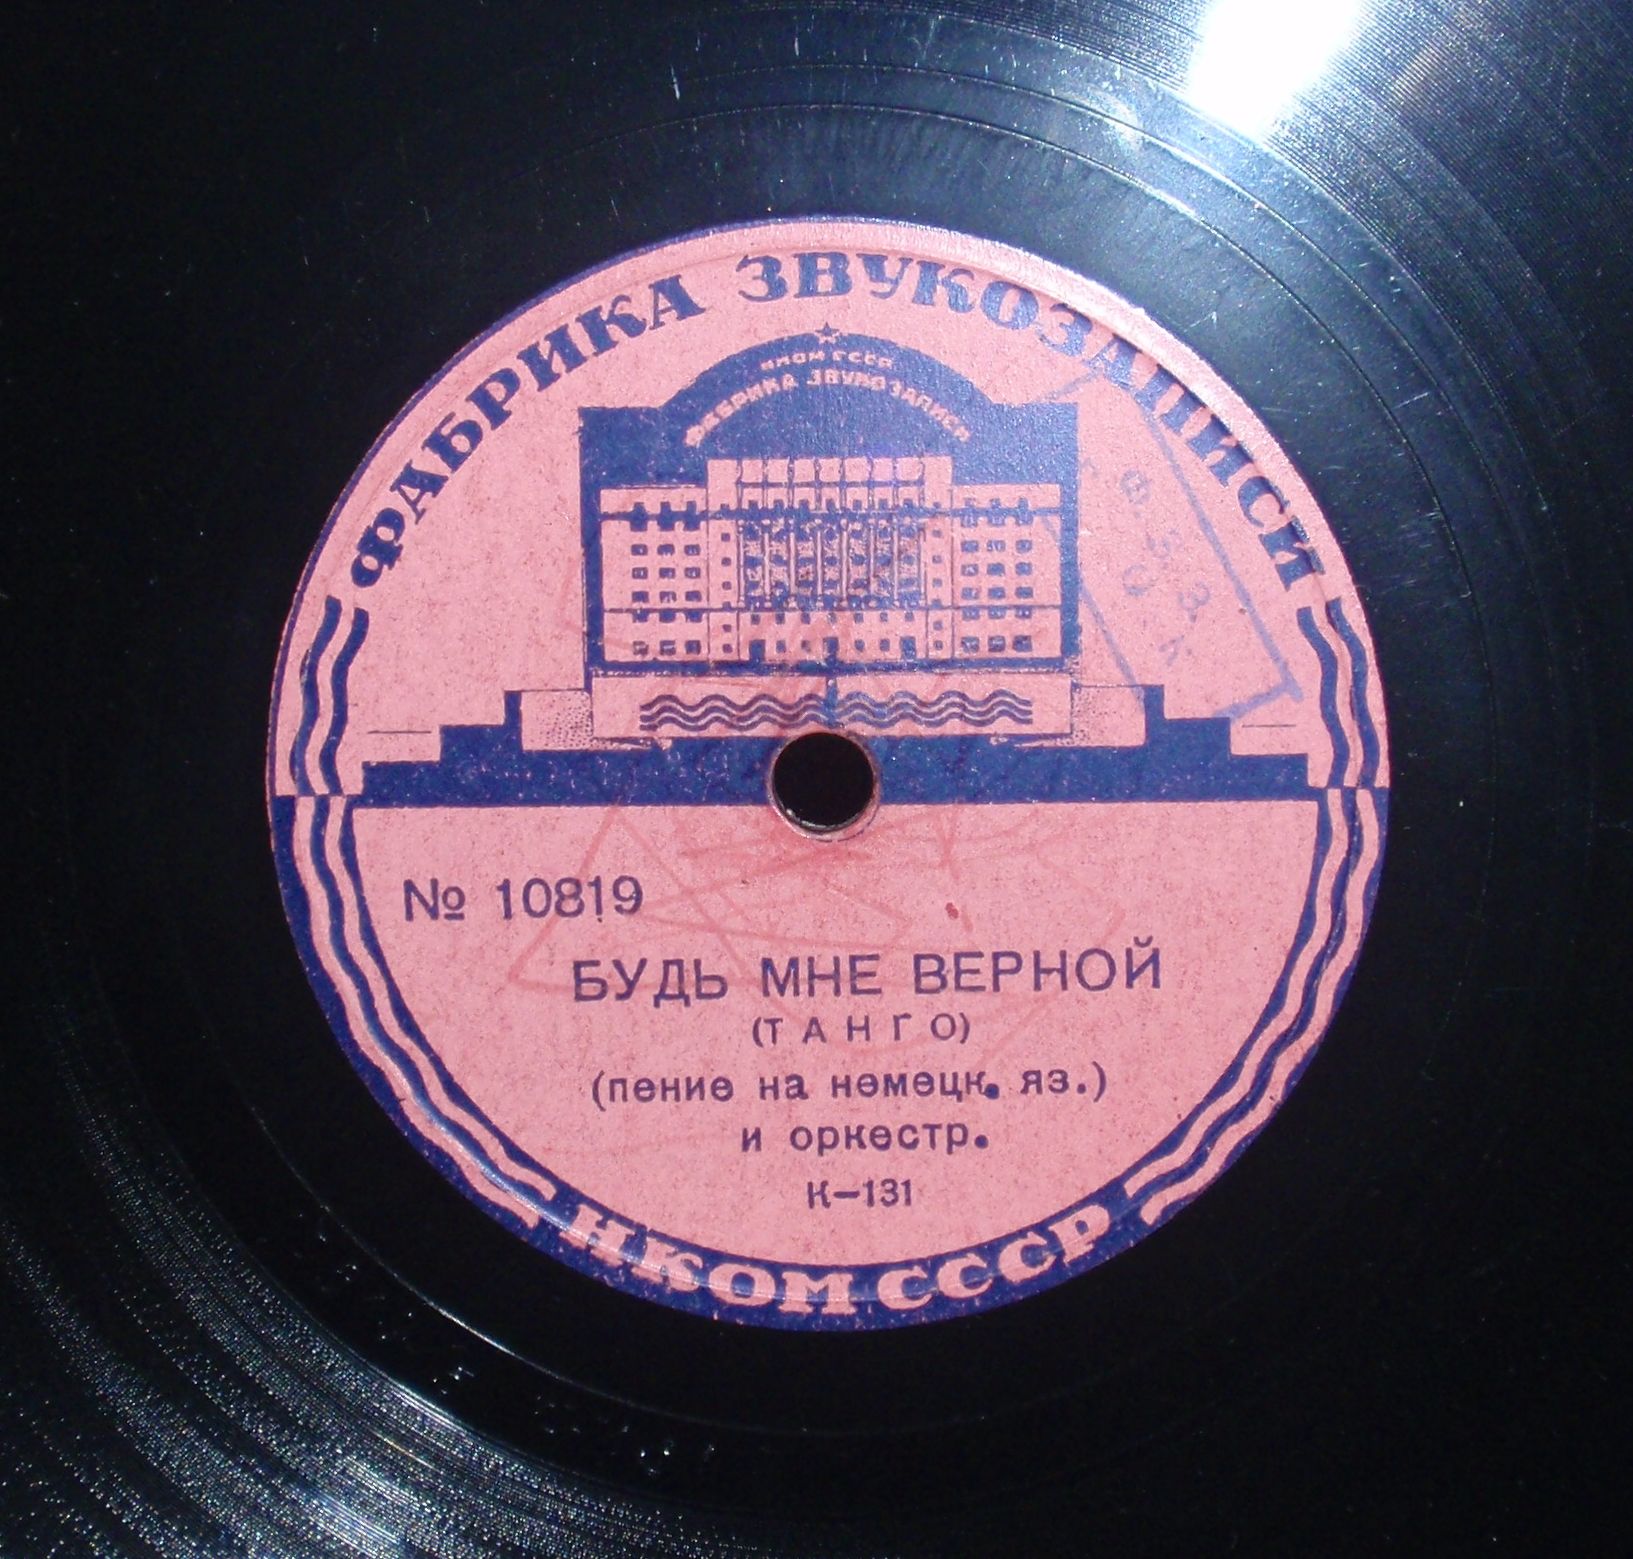 ФАБРИКА ЗВУКОЗАПИСИ
НКОМ СССР
ФАБРИКА ЗВУКОЗАПИСИ
Ф.З.З.
О.К
№ 10819
БУДЬ МНЕ ВЕРНОЙ
(ТАНГО)
(пение на немецк. яз.)
и оркестр.
К-131
НКОМ СССР